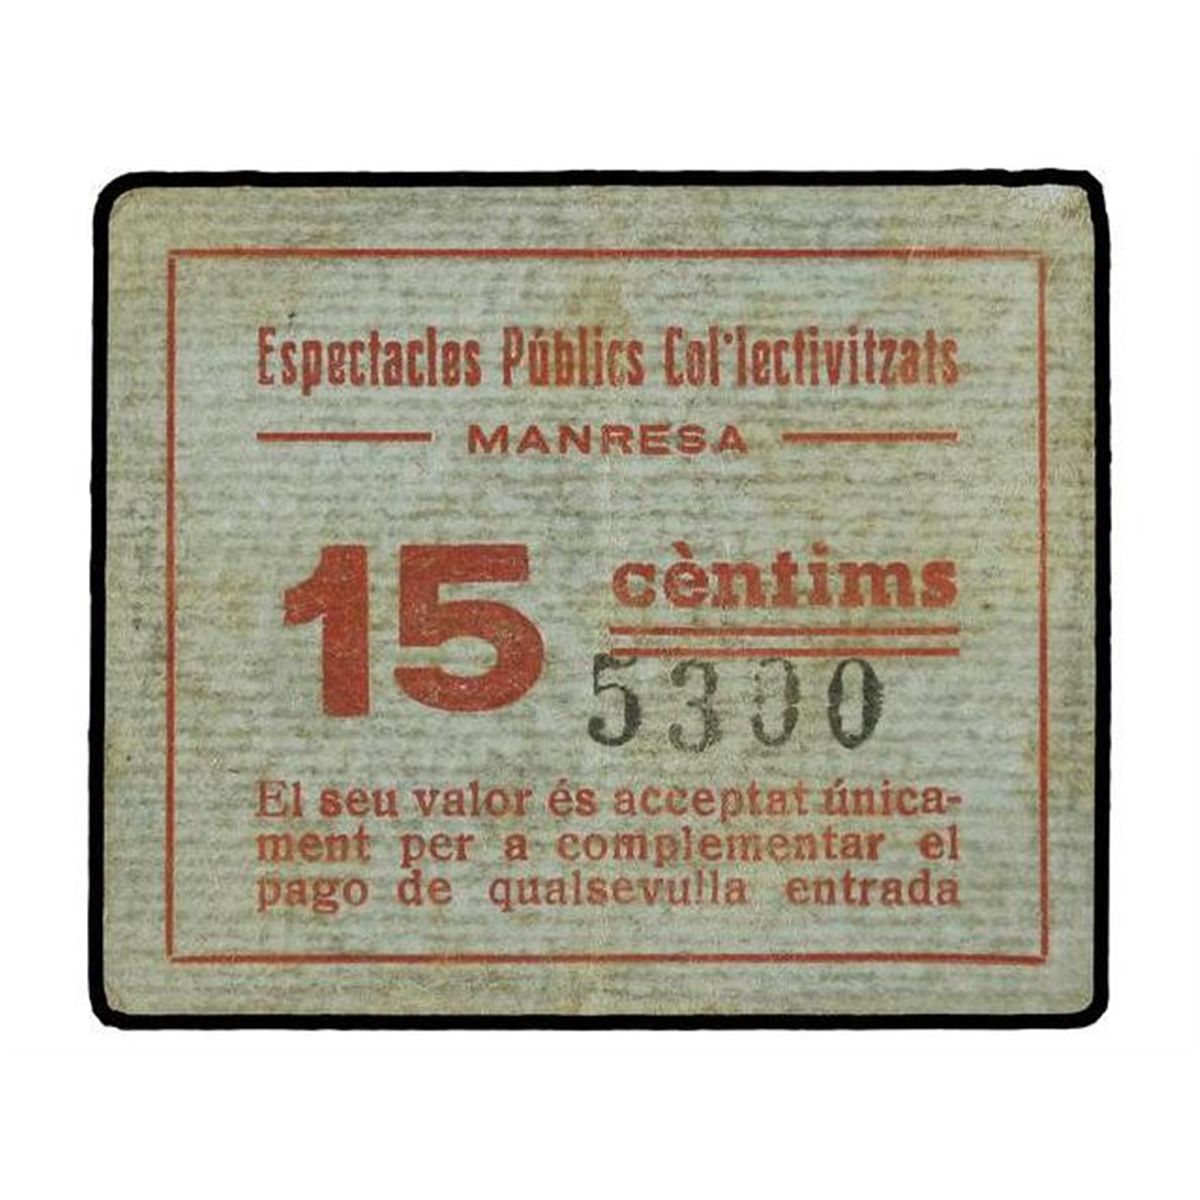 Espectacles Públics Col·lectivitzats
MANRESA
15 cèntims
5300
El seu valor és acceptat única-
ment per a complementar el
pago de qualsevulla entrada